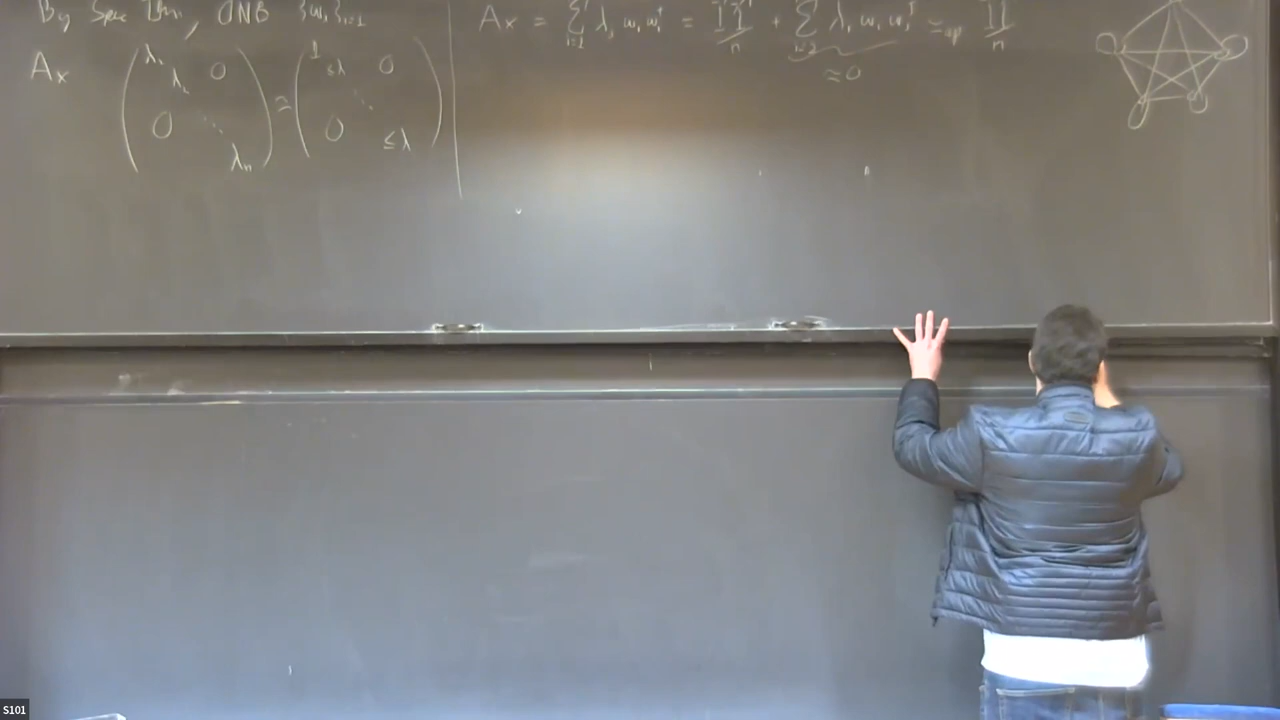 By Spec Thm, ONB {w_i}_{i=1}
A_x
( λ_1 λ_2 0 0 ⋱ λ_n ) ≈ ( 1 ≤λ 0 0 ⋱ ≤λ )
A_x = Σ_{i=1} λ_i w_i w_i^T = 11^T/n + Σ_{i=2} λ_i w_i w_i^T ≈_{op} 11/n
≈0
S101